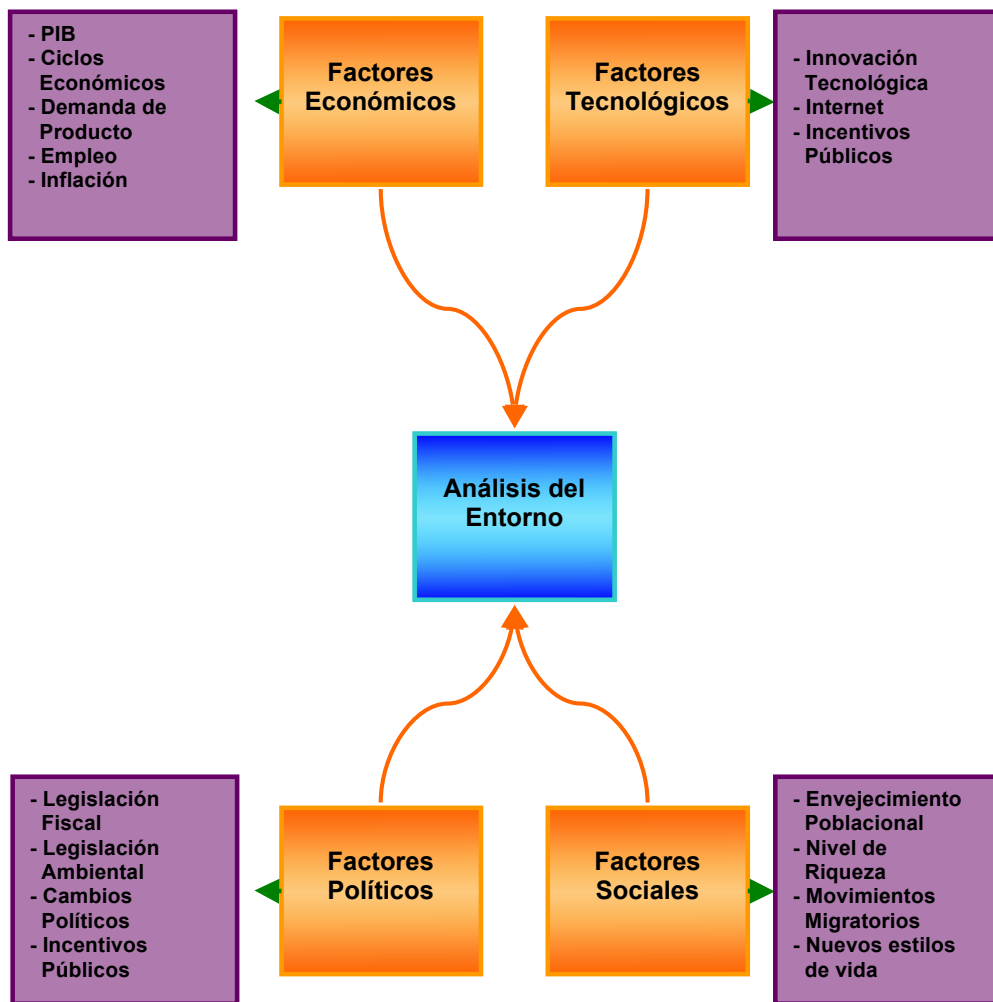 - PIB
- Ciclos
Económicos
- Demanda de
Producto
- Empleo
- Inflación
Factores
Económicos
Factores
Tecnológicos
- Innovación
Tecnológica
- Internet
- Incentivos
Públicos
Análisis del
Entorno
- Legislación
Fiscal
- Legislación
Ambiental
- Cambios
Políticos
- Incentivos
Públicos
Factores
Políticos
Factores
Sociales
- Envejecimiento
Poblacional
- Nivel de
Riqueza
- Movimientos
Migratorios
- Nuevos estilos
de vida